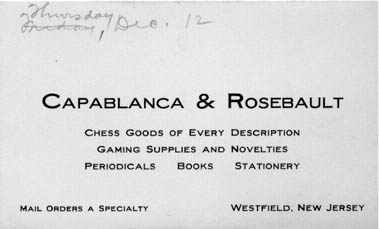 Thursday
Friday, Dec. 12
CAPABLANCA & ROSEBAULT
CHESS GOODS OF EVERY DESCRIPTION
GAMING SUPPLIES AND NOVELTIES
PERIODICALS BOOKS STATIONERY
MAIL ORDERS A SPECIALTY WESTFIELD, NEW JERSEY